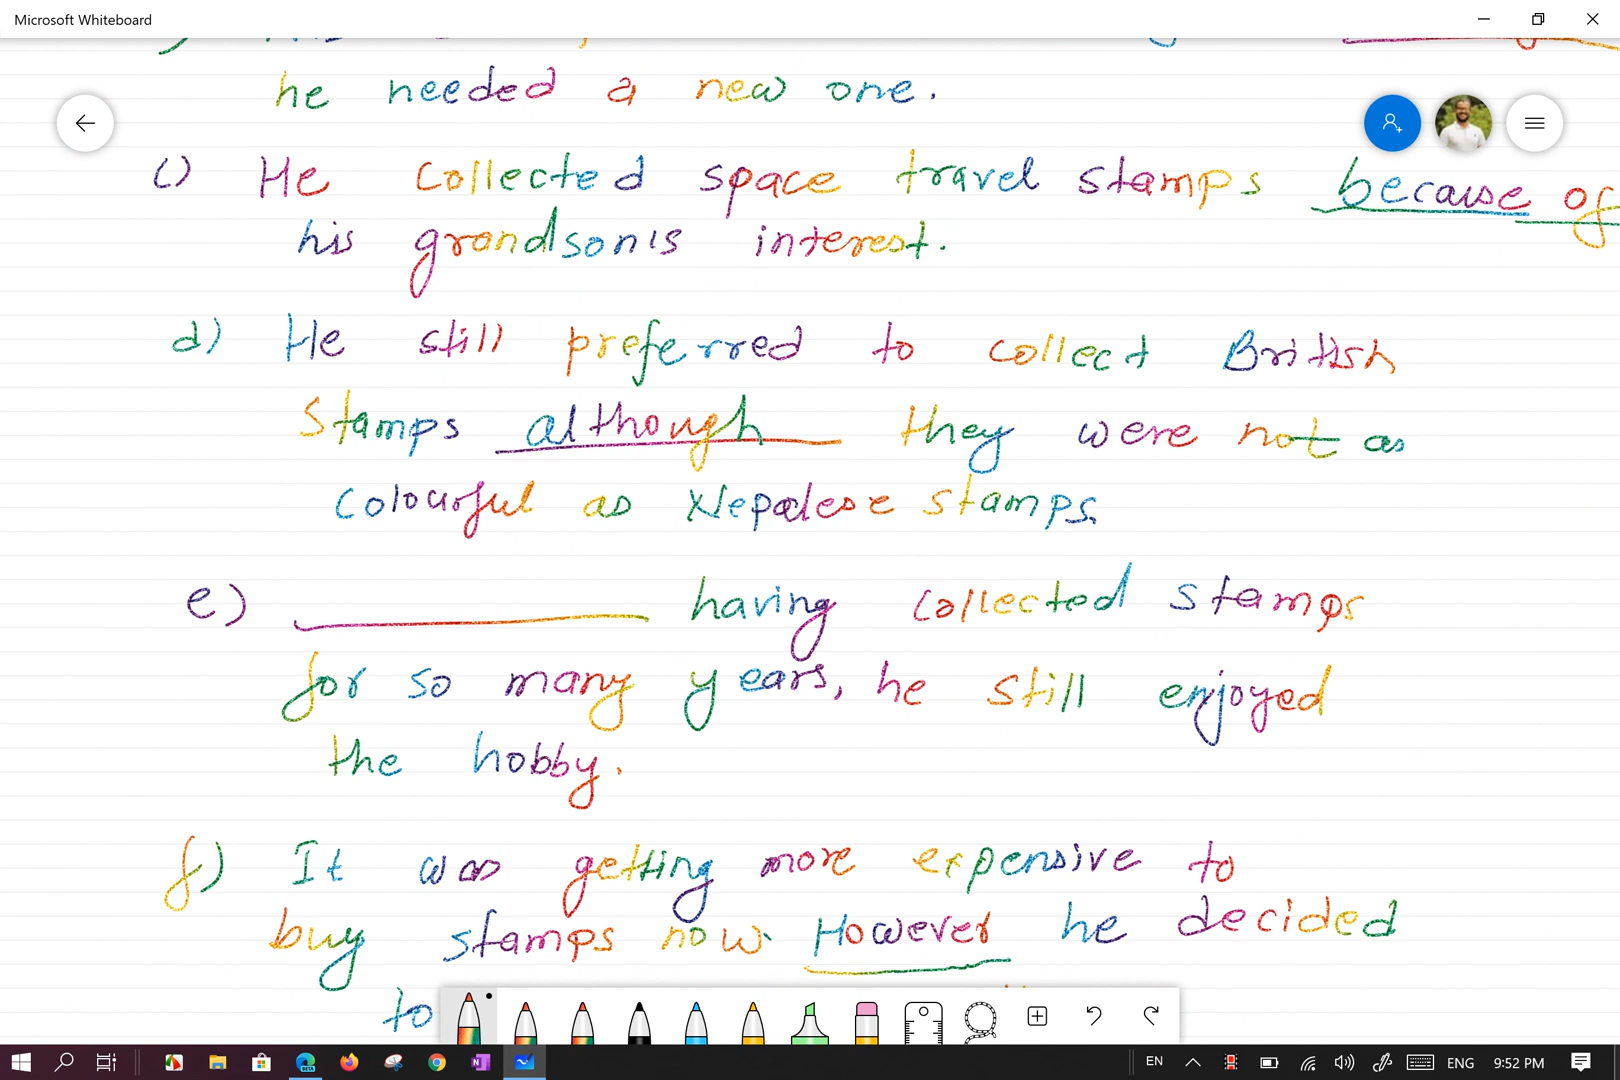 Microsoft Whiteboard
he needed a new one.
c) He collected space travel stamps because of
his grandson's interest.
d) He still preferred to collect British
Stamps although they were not as
colourful as Nepalese stamps.
e) __________ having collected stamps
for so many years, he still enjoyed
the hobby.
f) It was getting more expensive to
buy stamps now. However he decided
to
EN ENG 9:52 PM